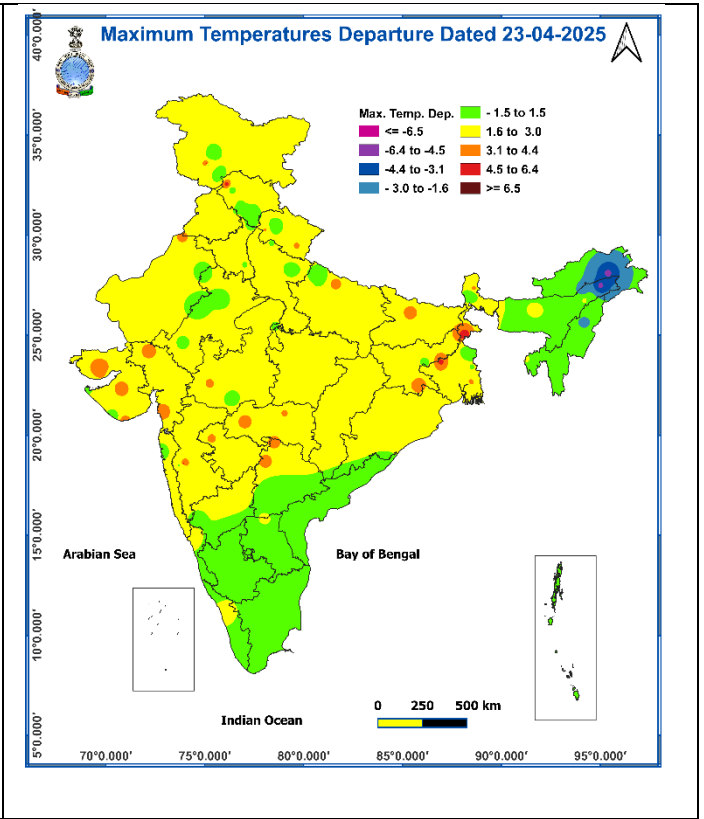 Maximum Temperatures Departure Dated 23-04-2025
Max. Temp. Dep.
<= -6.5
-6.4 to -4.5
-4.4 to -3.1
- 3.0 to -1.6
- 1.5 to 1.5
1.6 to 3.0
3.1 to 4.4
4.5 to 6.4
>= 6.5
40°0.000'
35°0.000'
30°0.000'
25°0.000'
20°0.000'
15°0.000'
10°0.000'
5°0.000'
Arabian Sea
Bay of Bengal
Indian Ocean
0 250 500 km
70°0.000' 75°0.000' 80°0.000' 85°0.000' 90°0.000' 95°0.000'